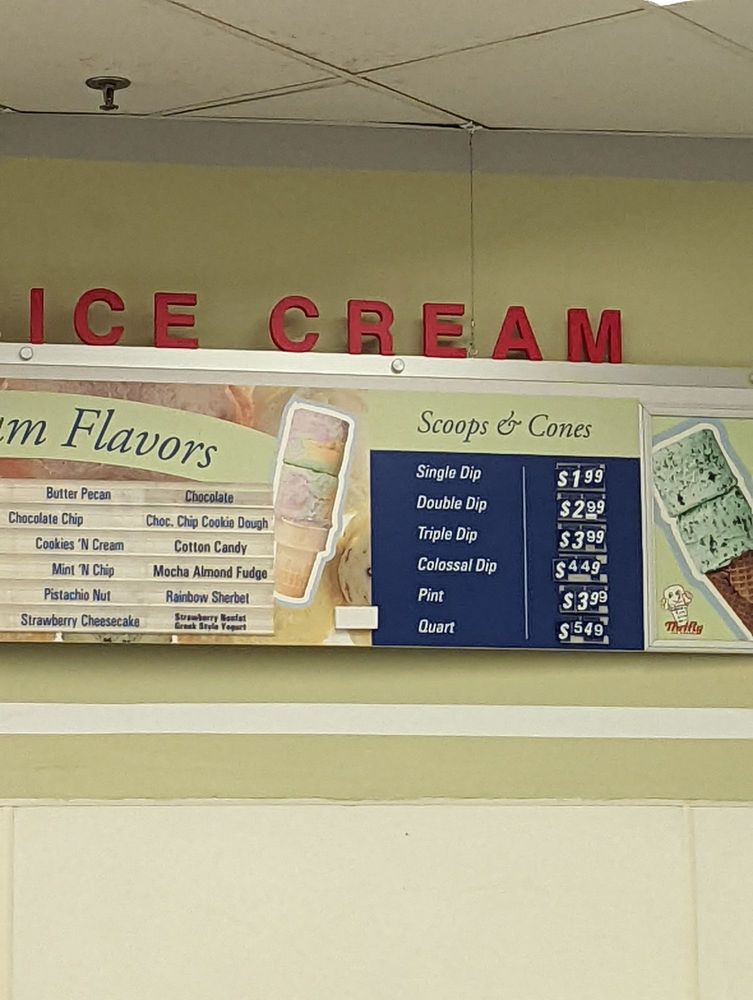 ICE CREAM
am Flavors
Butter Pecan Chocolate
Chocolate Chip Choc. Chip Cookie Dough
Cookies 'N Cream Cotton Candy
Mint 'N Chip Mocha Almond Fudge
Pistachio Nut Rainbow Sherbet
Strawberry Cheesecake Strawberry Nonfat
Greek Style Yogurt
Scoops & Cones
Single Dip $1 99
Double Dip $2 99
Triple Dip $3 99
Colossal Dip $4 49
Pint $3 99
Quart $5 49
Thrifty